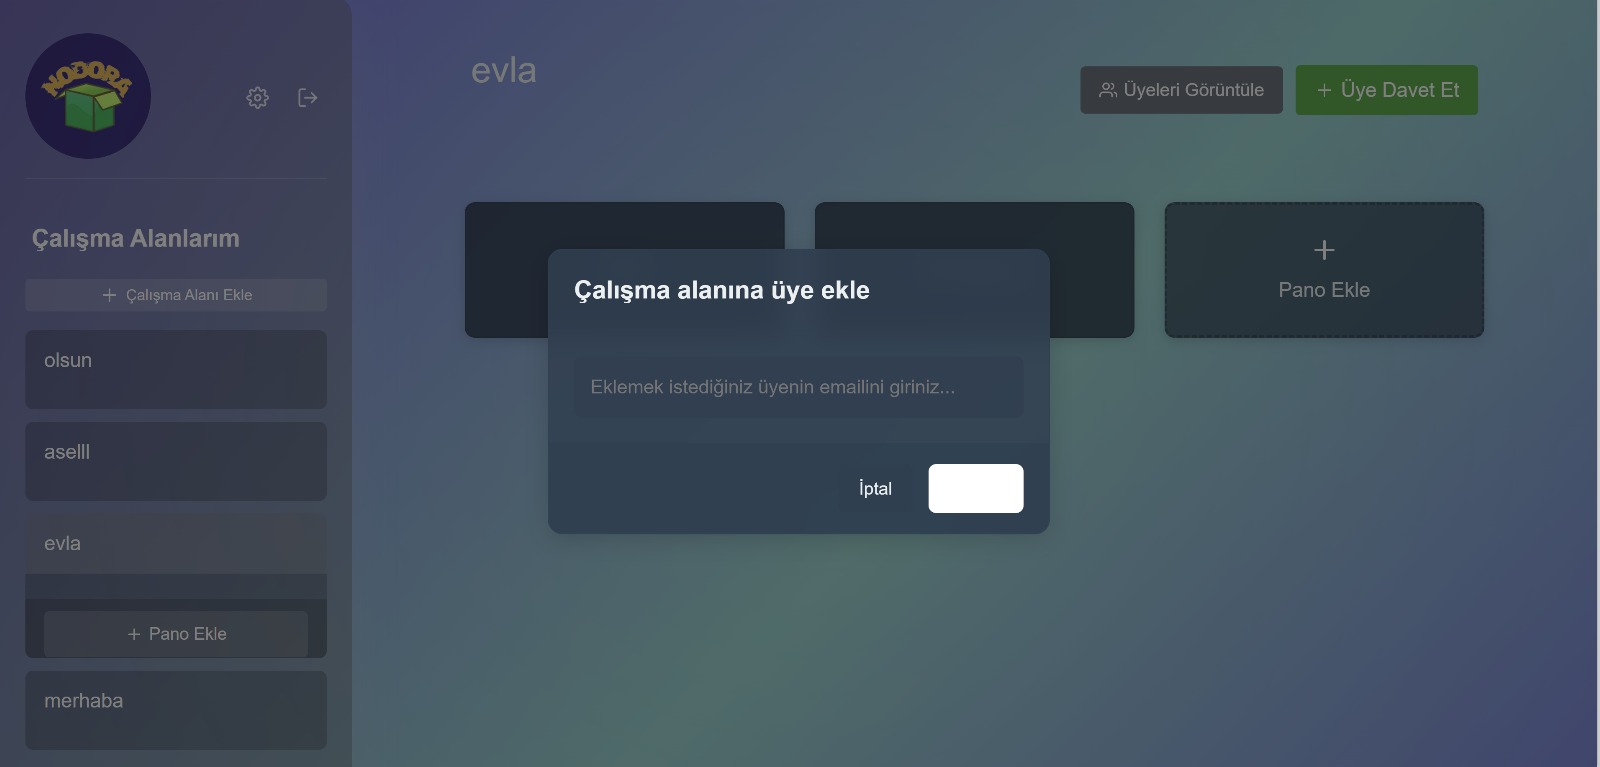 NODORA
evla
Üyeleri Görüntüle
+ Üye Davet Et
Çalışma Alanlarım
+ Çalışma Alanı Ekle
olsun
aselll
evla
+ Pano Ekle
merhaba
+
Pano Ekle
Çalışma alanına üye ekle
Eklemek istediğiniz üyenin emailini giriniz...
İptal